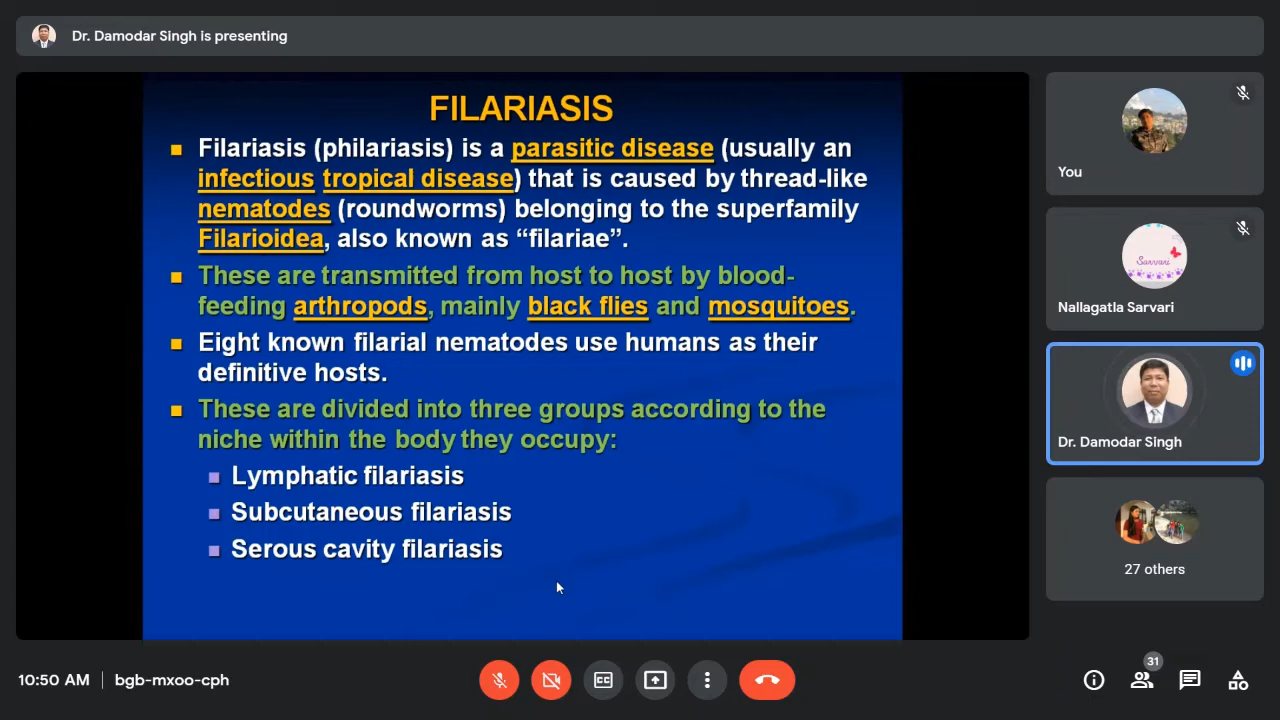 Dr. Damodar Singh is presenting
FILARIASIS
Filariasis (philariasis) is a parasitic disease (usually an
infectious tropical disease) that is caused by thread-like
nematodes (roundworms) belonging to the superfamily
Filarioidea, also known as “filariae”.
These are transmitted from host to host by blood-
feeding arthropods, mainly black flies and mosquitoes.
Eight known filarial nematodes use humans as their
definitive hosts.
These are divided into three groups according to the
niche within the body they occupy:
Lymphatic filariasis
Subcutaneous filariasis
Serous cavity filariasis
You
Sarvari
Nallagatla Sarvari
Dr. Damodar Singh
27 others
10:50 AM | bgb-mxoo-cph
CC
31